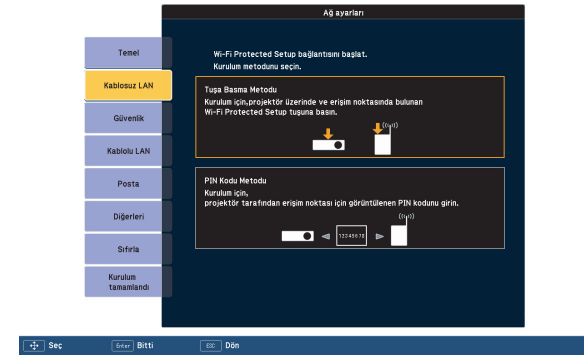 Ağ ayarları
Temel
Kablosuz LAN
Güvenlik
Kablolu LAN
Posta
Diğerleri
Sıfırla
Kurulum
tamamlandı
Wi-Fi Protected Setup bağlantısını başlat.
Kurulum metodunu seçin.
Tuşa Basma Metodu
Kurulum için,projektör üzerinde ve erişim noktasında bulunan
Wi-Fi Protected Setup tuşuna basın.
PIN Kodu Metodu
Kurulum için,
projektör tarafından erişim noktası için görüntülenen PIN kodunu girin.
12345678
Seç
Enter Bitti
ESC Dön